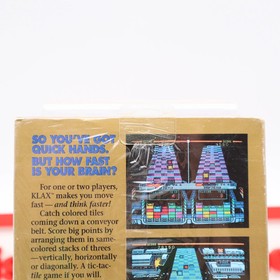 SO YOU'VE GOT
QUICK HANDS.
BUT HOW FAST
IS YOUR BRAIN?
For one or two players,
KLAX™ makes you move
fast — and think faster!
Catch colored tiles
coming down a conveyor
belt. Score big points by
arranging them in same-
colored stacks of threes
—vertically, horizontally
or diagonally. A tic-tac-
tile game if you will.